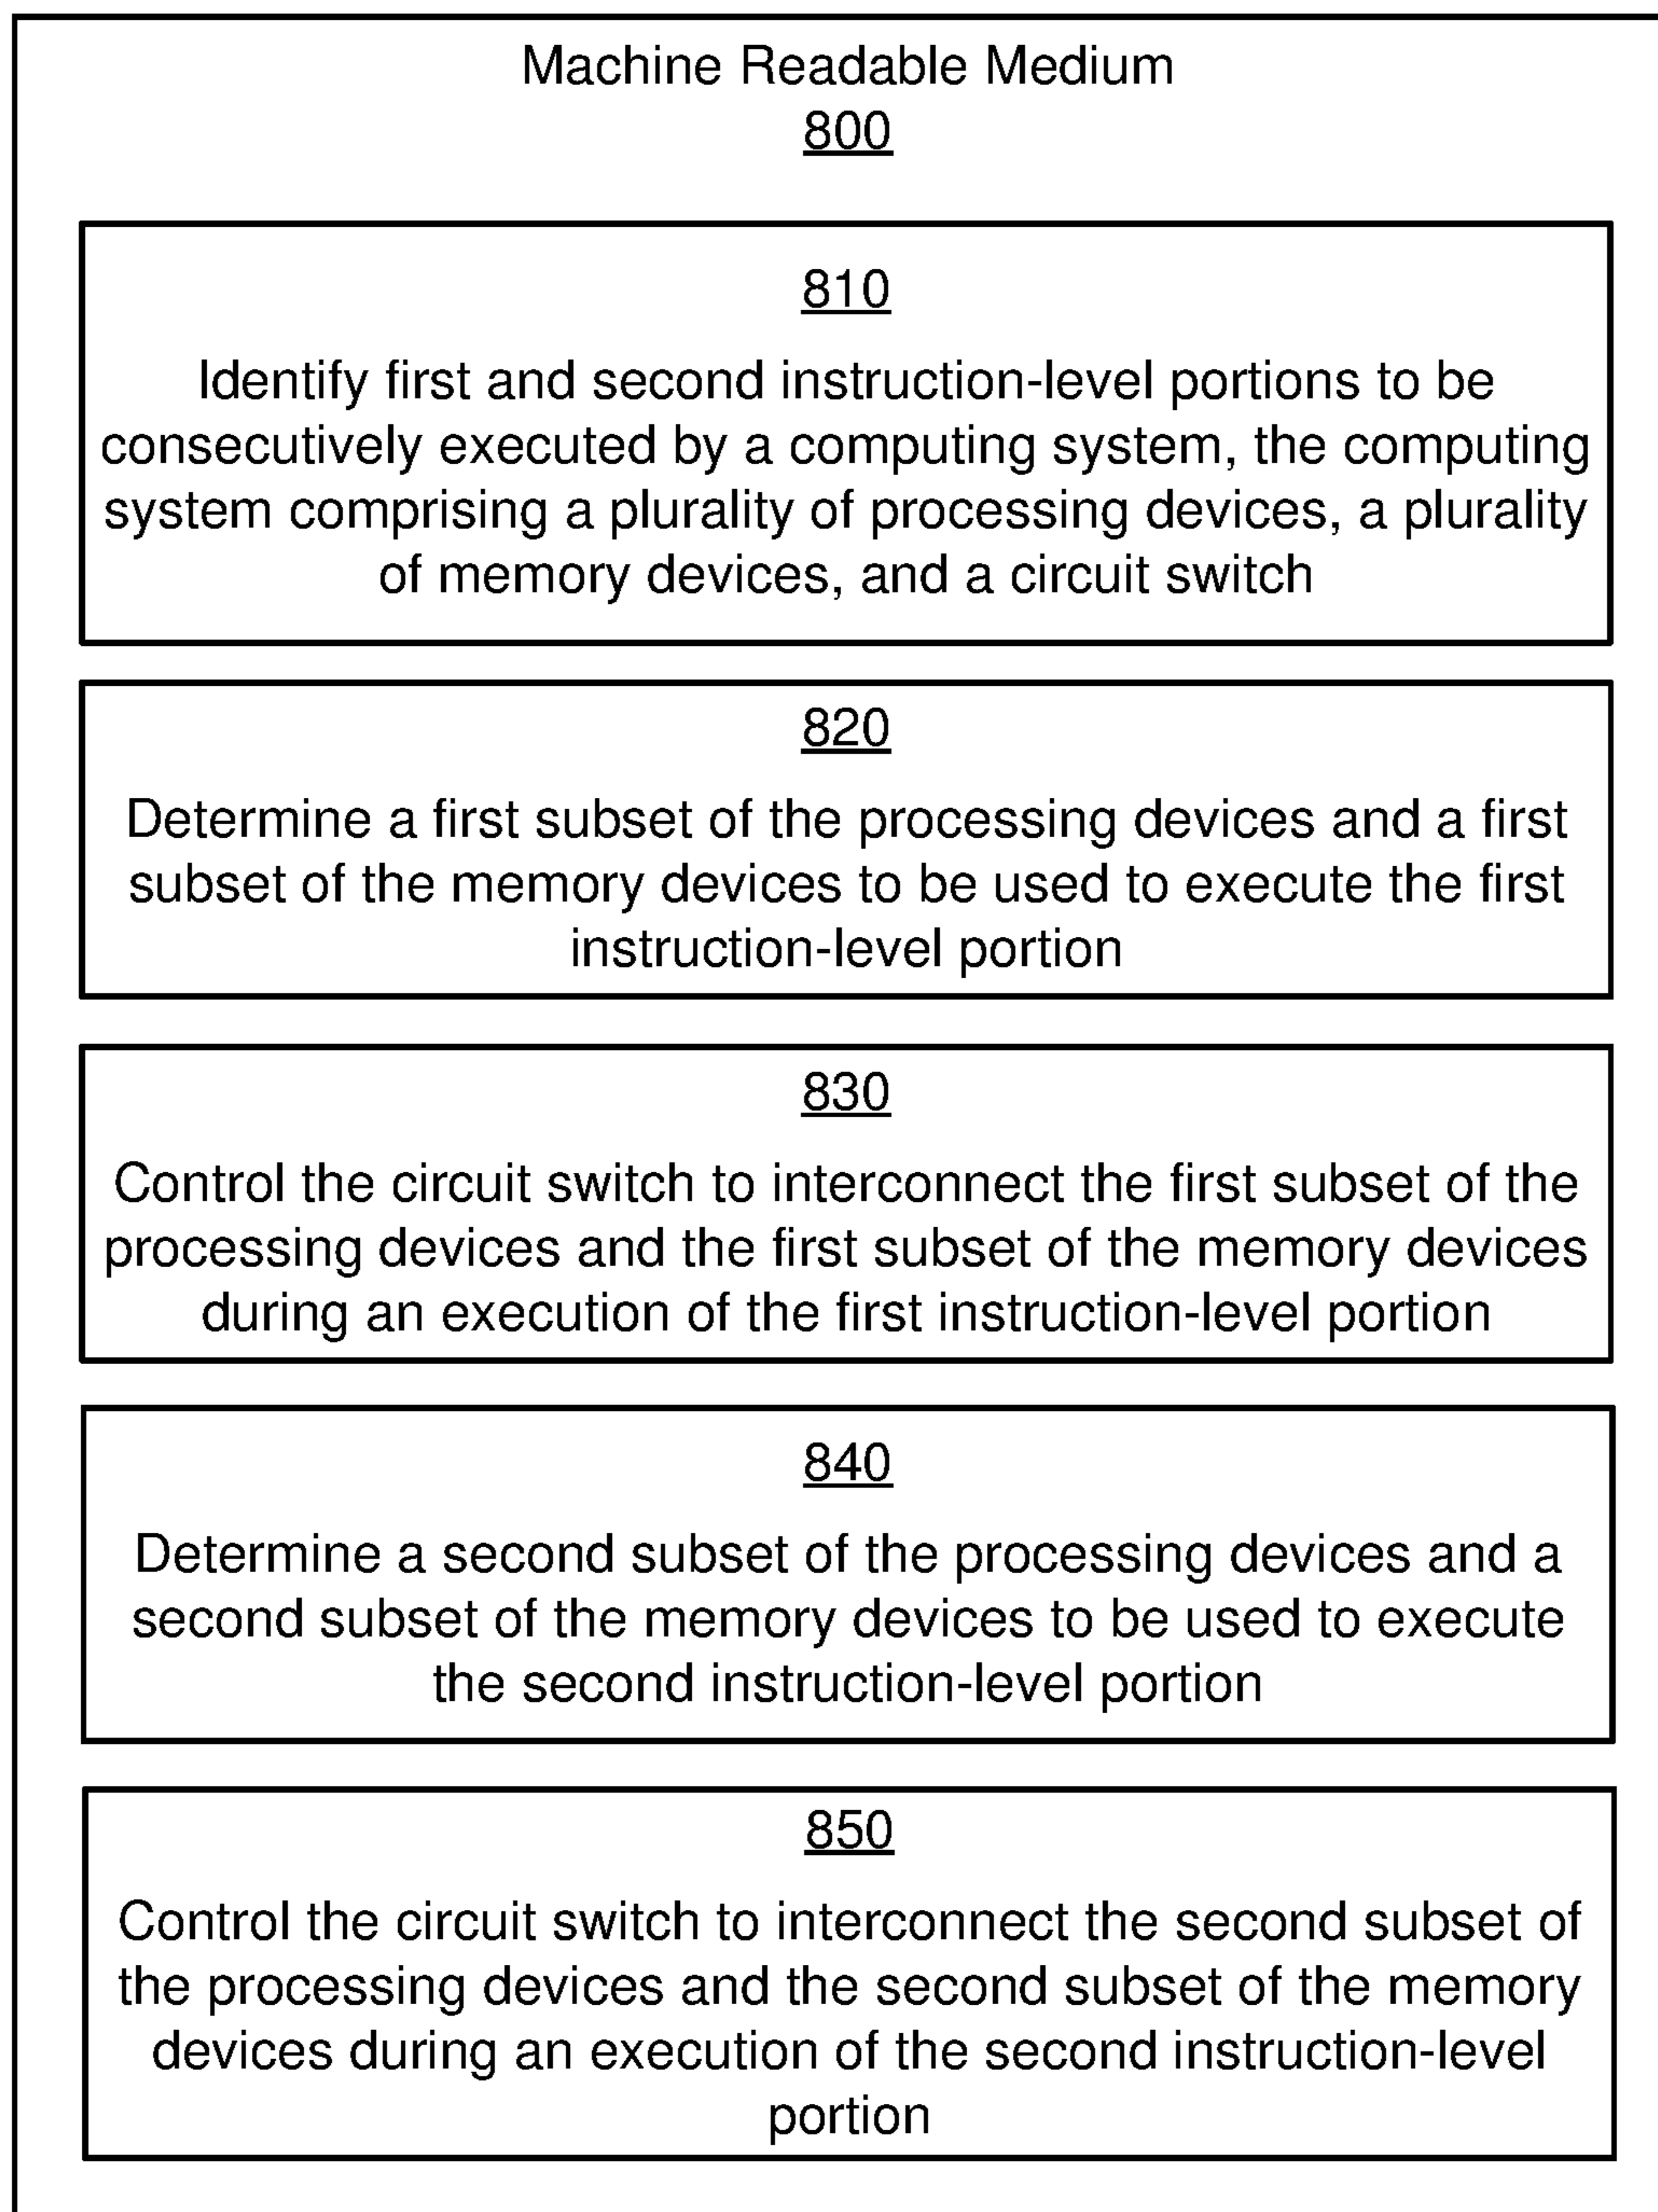 Machine Readable Medium
800
810
Identify first and second instruction-level portions to be
consecutively executed by a computing system, the computing
system comprising a plurality of processing devices, a plurality
of memory devices, and a circuit switch
820
Determine a first subset of the processing devices and a first
subset of the memory devices to be used to execute the first
instruction-level portion
830
Control the circuit switch to interconnect the first subset of the
processing devices and the first subset of the memory devices
during an execution of the first instruction-level portion
840
Determine a second subset of the processing devices and a
second subset of the memory devices to be used to execute
the second instruction-level portion
850
Control the circuit switch to interconnect the second subset of
the processing devices and the second subset of the memory
devices during an execution of the second instruction-level
portion